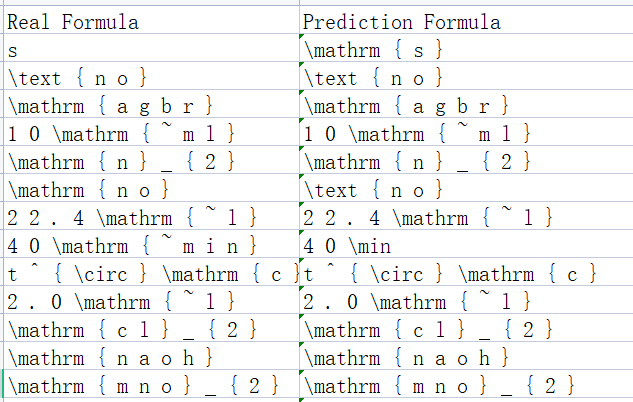 Real Formula Prediction Formula
s \mathrm { s }
\text { n o } \text { n o }
\mathrm { a g b r } \mathrm { a g b r }
1 0 \mathrm { ~ m l } 1 0 \mathrm { ~ m l }
\mathrm { n } _ { 2 } \mathrm { n } _ { 2 }
\mathrm { n o } \text { n o }
2 2 . 4 \mathrm { ~ l } 2 2 . 4 \mathrm { ~ l }
4 0 \mathrm { ~ m i n } 4 0 \min
t ^ { \circ } \mathrm { c } t ^ { \circ } \mathrm { c }
2 . 0 \mathrm { ~ l } 2 . 0 \mathrm { ~ l }
\mathrm { c l } _ { 2 } \mathrm { c l } _ { 2 }
\mathrm { n a o h } \mathrm { n a o h }
\mathrm { m n o } _ { 2 } \mathrm { m n o } _ { 2 }